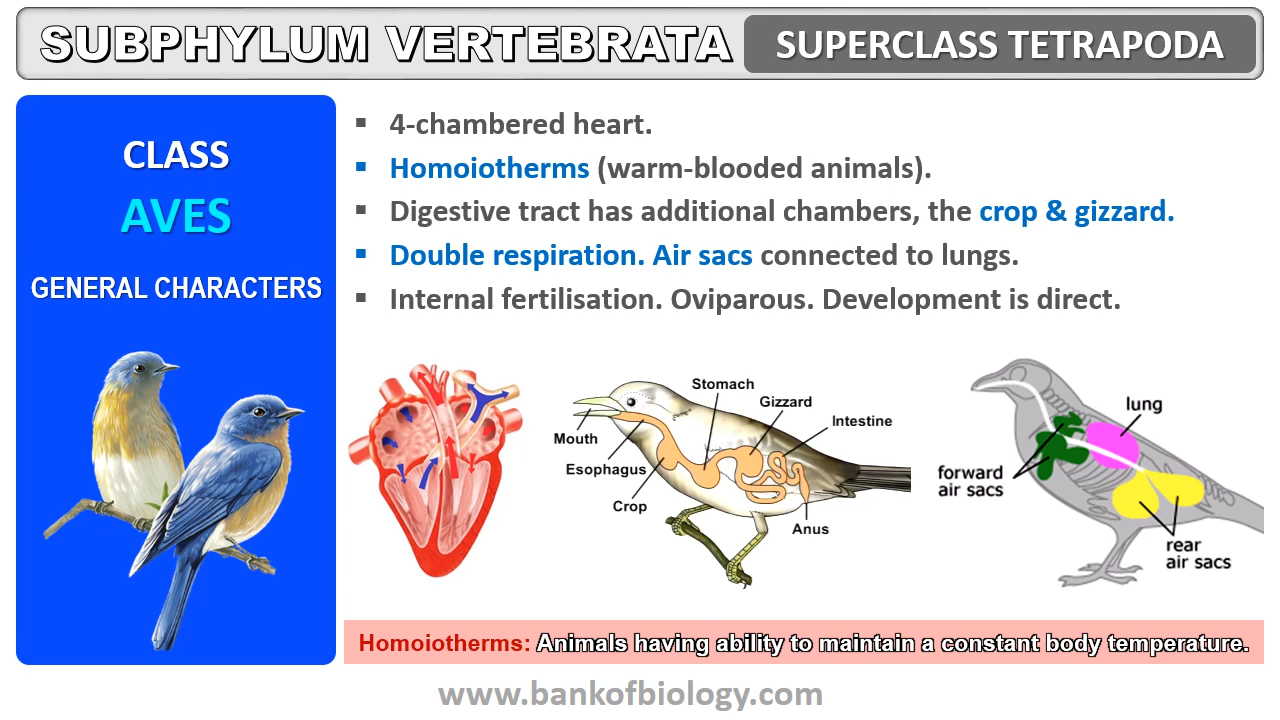 SUBPHYLUM VERTEBRATA
SUPERCLASS TETRAPODA
CLASS
AVES
GENERAL CHARACTERS
▪ 4-chambered heart.
▪ Homoiotherms (warm-blooded animals).
▪ Digestive tract has additional chambers, the crop & gizzard.
▪ Double respiration. Air sacs connected to lungs.
▪ Internal fertilisation. Oviparous. Development is direct.
Stomach
Gizzard
Intestine
Mouth
Esophagus
Crop
Anus
lung
forward
air sacs
rear
air sacs
Homoiotherms: Animals having ability to maintain a constant body temperature.
www.bankofbiology.com